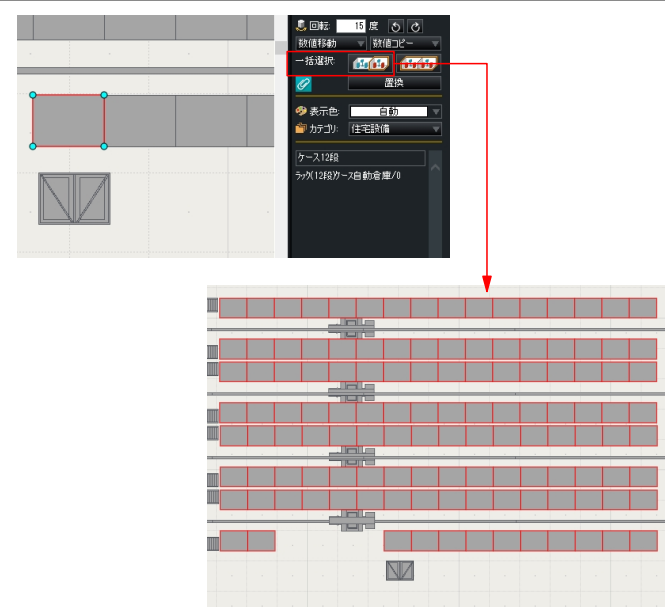 回転: 15 度
数値移動 数値コピー
一括選択
置換
表示色: 自動
カテゴリ: 住宅設備
ケース12段
ラック(12段)ケース自動倉庫/0